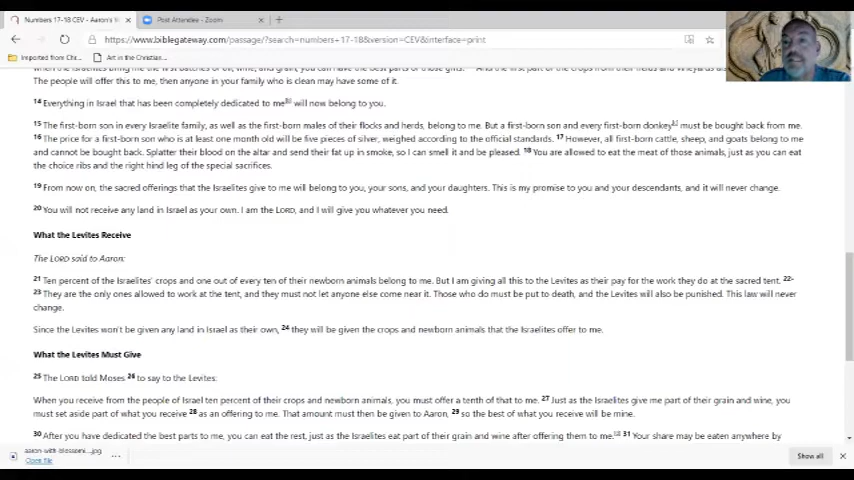 Numbers 17-18 CEV - Aaron's W
Post Attendee - Zoom
https://www.biblegateway.com/passage/?search=numbers+17-18&version=CEV&interface=print
Imported from Chr...
Art in the Christian...
The people will offer this to me, then anyone in your family who is clean may have some of it.
14 Everything in Israel that has been completely dedicated to me will now belong to you.
15 The first-born son in every Israelite family, as well as the first-born males of their flocks and herds, belong to me. But a first-born son and every first-born donkey must be bought back from me.
16 The price for a first-born son who is at least one month old will be five pieces of silver, weighed according to the official standards. 17 However, all first-born cattle, sheep, and goats belong to me
and cannot be bought back. Splatter their blood on the altar and send their fat up in smoke, so I can smell it and be pleased. 18 You are allowed to eat the meat of those animals, just as you can eat
the choice ribs and the right hind leg of the special sacrifices.
19 From now on, the sacred offerings that the Israelites give to me will belong to you, your sons, and your daughters. This is my promise to you and your descendants, and it will never change.
20 You will not receive any land in Israel as your own. I am the LORD, and I will give you whatever you need.
What the Levites Receive
The LORD said to Aaron:
21 Ten percent of the Israelites' crops and one out of every ten of their newborn animals belong to me. But I am giving all this to the Levites as their pay for the work they do at the sacred tent. 22-
23 They are the only ones allowed to work at the tent, and they must not let anyone else come near it. Those who do must be put to death, and the Levites will also be punished. This law will never
change.
Since the Levites won't be given any land in Israel as their own, 24 they will be given the crops and newborn animals that the Israelites offer to me.
What the Levites Must Give
25 The LORD told Moses 26 to say to the Levites:
When you receive from the people of Israel ten percent of their crops and newborn animals, you must offer a tenth of that to me. 27 Just as the Israelites give me part of their grain and wine, you
must set aside part of what you receive 28 as an offering to me. That amount must then be given to Aaron, 29 so the best of what you receive will be mine.
30 After you have dedicated the best parts to me, you can eat the rest, just as the Israelites eat part of their grain and wine after offering them to me. 31 Your share may be eaten anywhere by
aaron-with-blossomi....jpg
Open file
Show all